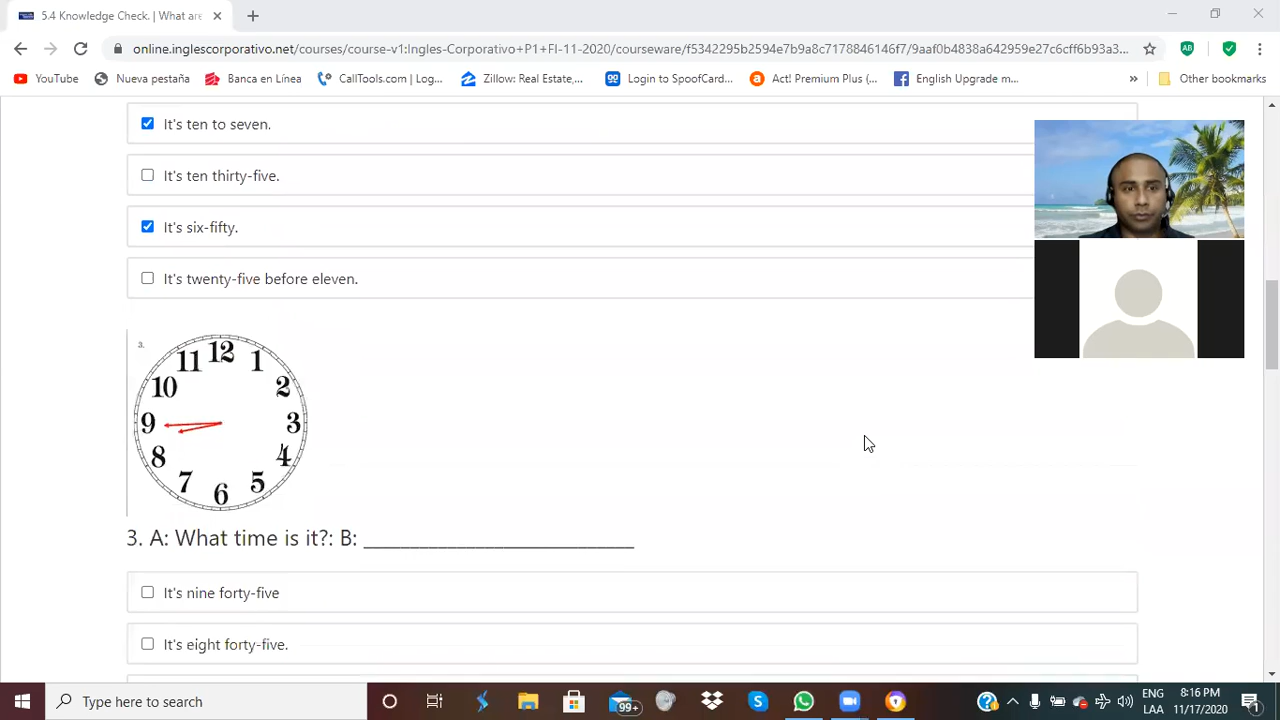 5.4 Knowledge Check. | What are
online.inglescorporativo.net/courses/course-v1:Ingles-Corporativo+P1+FI-11-2020/courseware/f5342295b2594e7b9a8c7178846146f7/9aaf0b4838a642959e27c6cff6b93a3...
YouTube Nueva pestaña Banca en Línea CallTools.com | Log... Zillow: Real Estate,... Login to SpoofCard... Act! Premium Plus (... English Upgrade m... » Other bookmarks
It's ten to seven.
It's ten thirty-five.
It's six-fifty.
It's twenty-five before eleven.
3.
12
11 1
10 2
9 3
8 4
7 5
6
3. A: What time is it?: B: ________________________
It's nine forty-five
It's eight forty-five.
Type here to search
99+
ENG 8:16 PM
LAA 11/17/2020
1